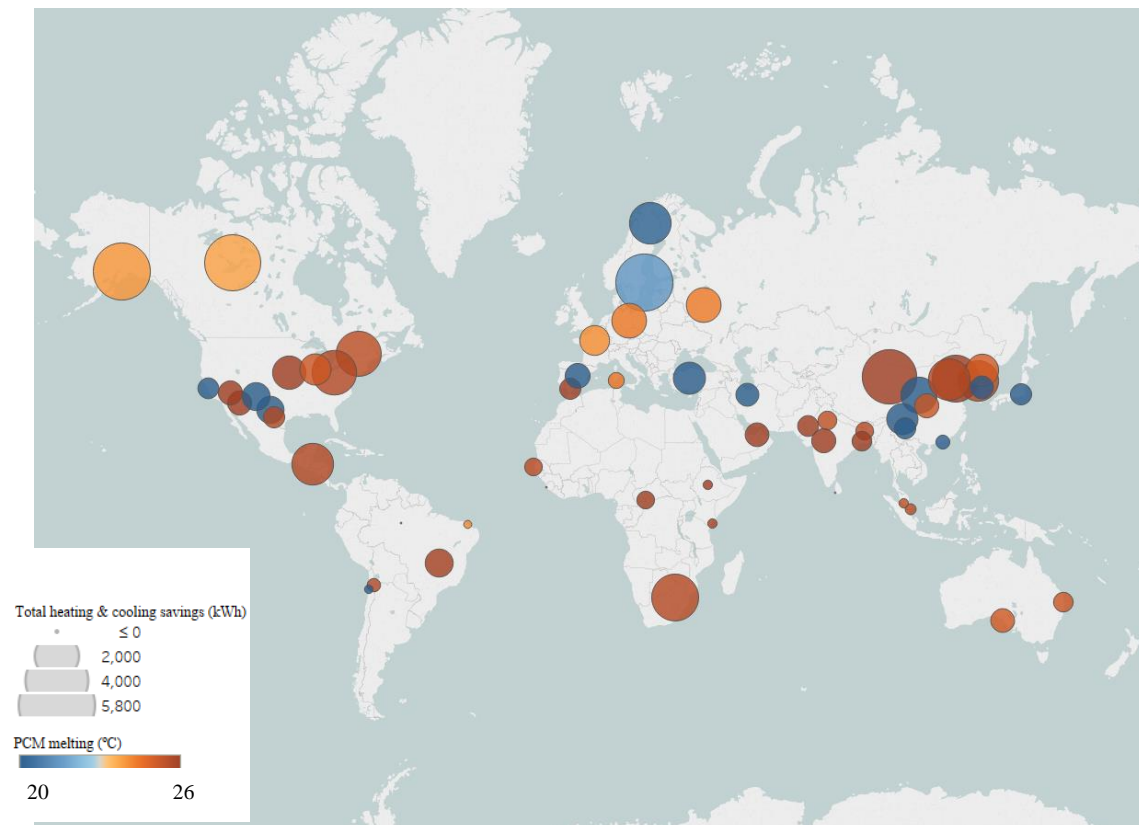 Total heating & cooling savings (kWh)
≤ 0
2,000
4,000
5,800
PCM melting (℃)
20 26